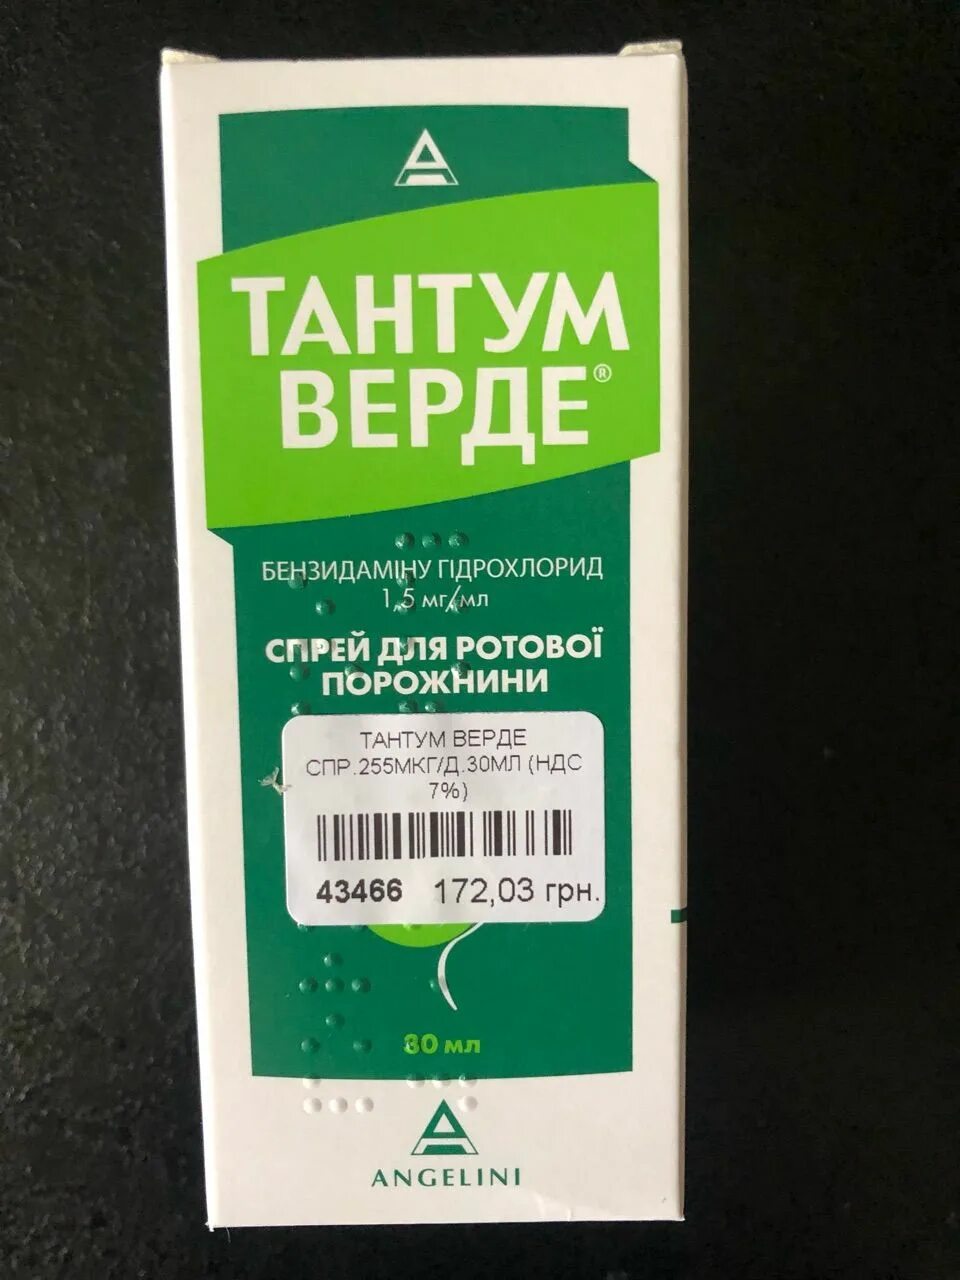 ТАНТУМ
ВЕРДЕ®
БЕНЗИДАМІНУ ГІДРОХЛОРИД
1,5 мг/мл
СПРЕЙ ДЛЯ РОТОВОЇ
ПОРОЖНИНИ
ТАНТУМ ВЕРДЕ
СПР.255МКГ/Д.30МЛ (НДС
7%)
43466 172,03 грн.
30 мл
ANGELINI